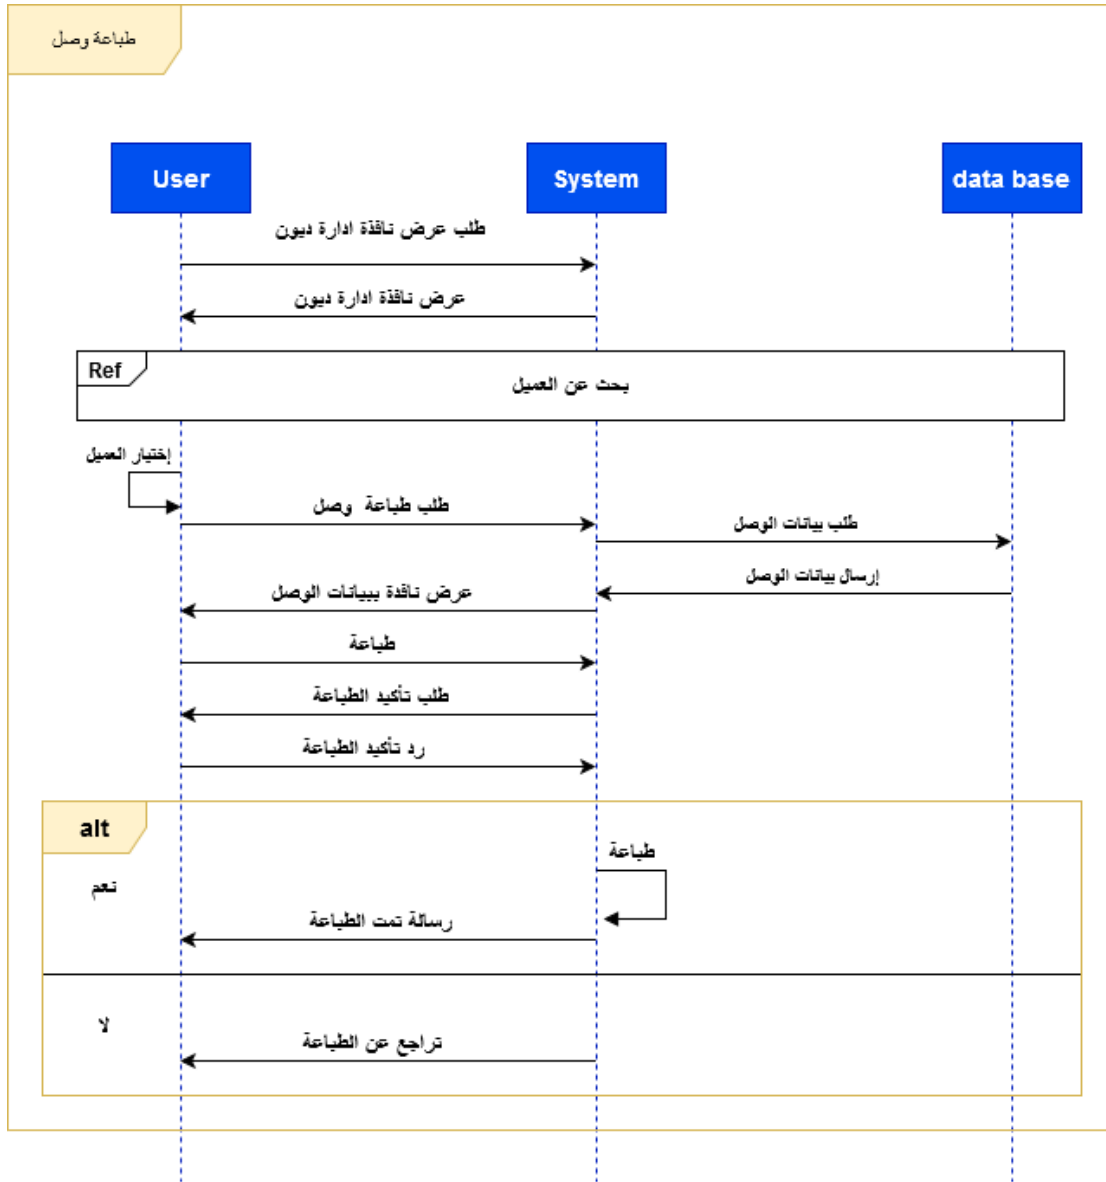 طباعة وصل
User
System
data base
طلب عرض نافذة ادارة ديون
عرض نافذة ادارة ديون
Ref
بحث عن العميل
إختيار العميل
طلب طباعة وصل
طلب بيانات الوصل
إرسال بيانات الوصل
عرض نافدة ببيانات الوصل
طباعة
طلب تأكيد الطباعة
رد تأكيد الطباعة
alt
طباعة
نعم
رسالة تمت الطباعة
لا
تراجع عن الطباعة